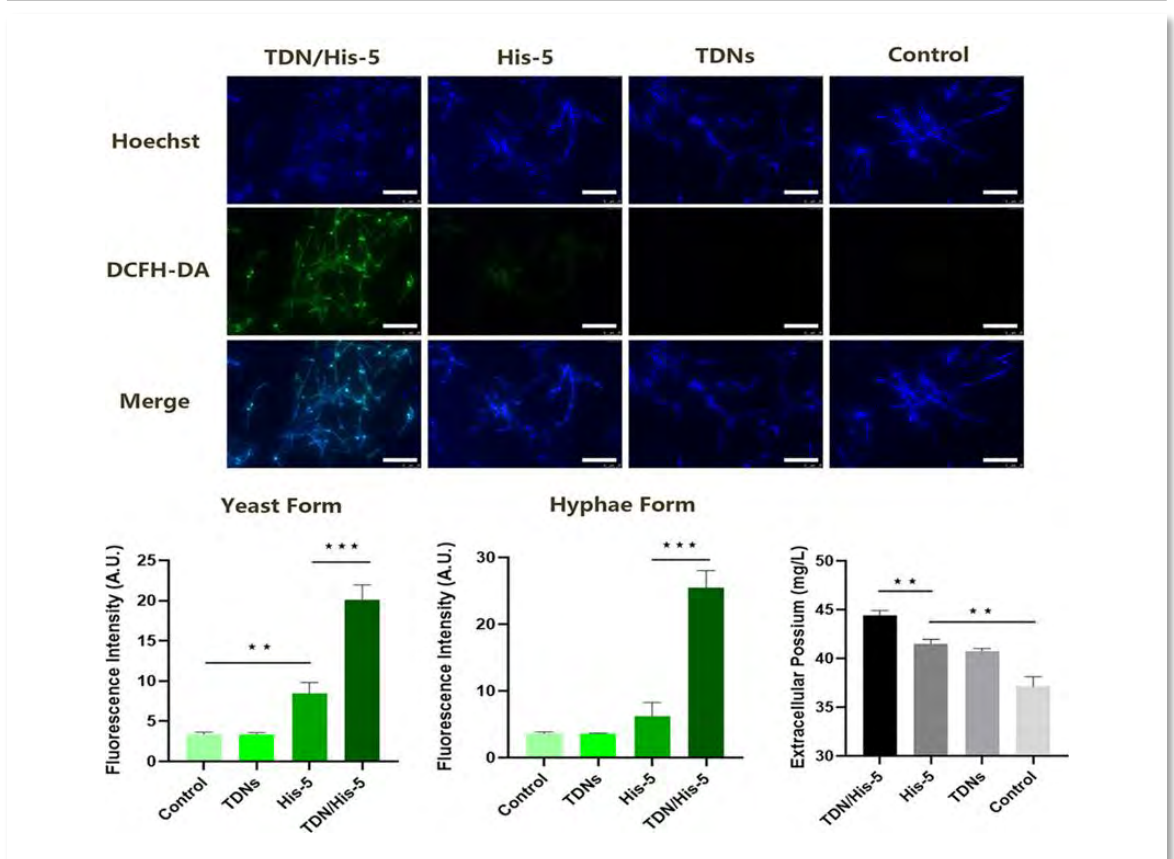 TDN/His-5 His-5 TDNs Control
Hoechst
DCFH-DA
Merge
Yeast Form
Fluorescence Intensity (A.U.)
25
20
15
10
5
0
★ ★
★ ★ ★
Control TDNs His-5 TDN/His-5
Hyphae Form
Fluorescence Intensity (A.U.)
30
20
10
0
★ ★ ★
Control TDNs His-5 TDN/His-5
Extracellular Possium (mg/L)
50
45
40
35
30
★ ★
★ ★
TDN/His-5 His-5 TDNs Control